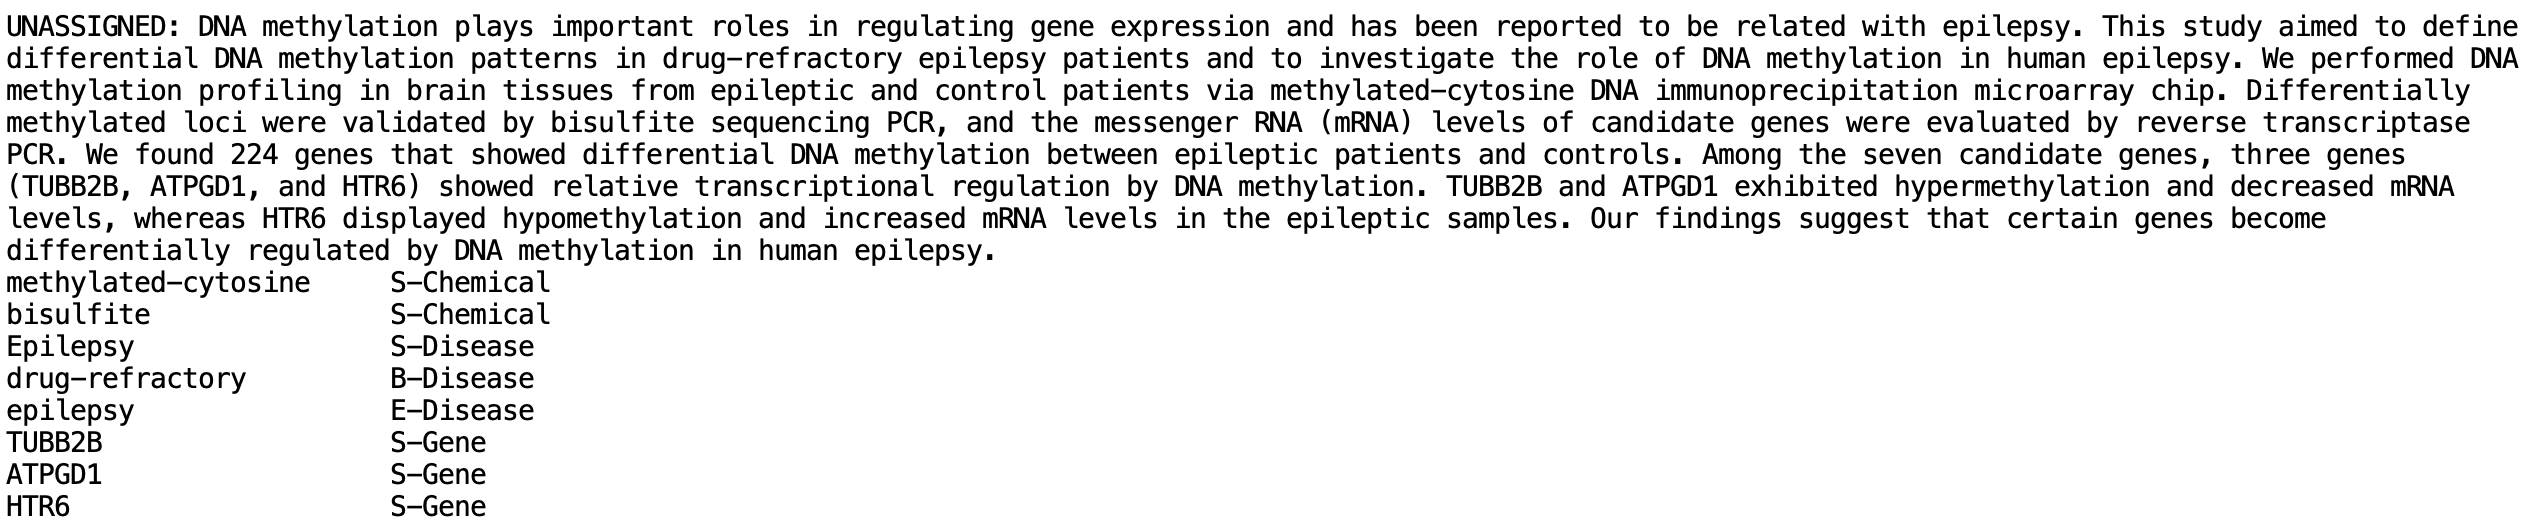 UNASSIGNED: DNA methylation plays important roles in regulating gene expression and has been reported to be related with epilepsy. This study aimed to define
differential DNA methylation patterns in drug-refractory epilepsy patients and to investigate the role of DNA methylation in human epilepsy. We performed DNA
methylation profiling in brain tissues from epileptic and control patients via methylated-cytosine DNA immunoprecipitation microarray chip. Differentially
methylated loci were validated by bisulfite sequencing PCR, and the messenger RNA (mRNA) levels of candidate genes were evaluated by reverse transcriptase
PCR. We found 224 genes that showed differential DNA methylation between epileptic patients and controls. Among the seven candidate genes, three genes
(TUBB2B, ATPGD1, and HTR6) showed relative transcriptional regulation by DNA methylation. TUBB2B and ATPGD1 exhibited hypermethylation and decreased mRNA
levels, whereas HTR6 displayed hypomethylation and increased mRNA levels in the epileptic samples. Our findings suggest that certain genes become
differentially regulated by DNA methylation in human epilepsy.
methylated-cytosine S-Chemical
bisulfite S-Chemical
Epilepsy S-Disease
drug-refractory B-Disease
epilepsy E-Disease
TUBB2B S-Gene
ATPGD1 S-Gene
HTR6 S-Gene